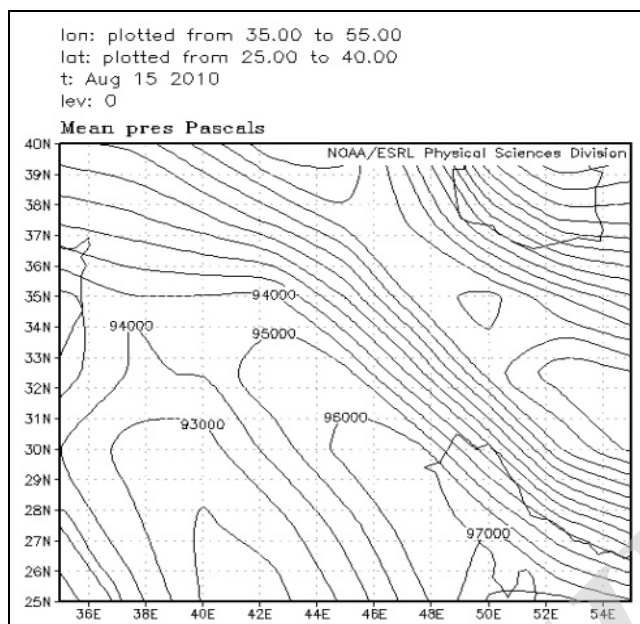 lon: plotted from 35.00 to 55.00
lat: plotted from 25.00 to 40.00
t: Aug 15 2010
lev: 0
Mean pres Pascals
NOAA/ESRL Physical Sciences Division
40N
39N
38N
37N
36N
35N
34N
33N
32N
31N
30N
29N
28N
27N
26N
25N
94000
94000
95000
96000
93000
97000
36E 38E 40E 42E 44E 46E 48E 50E 52E 54E